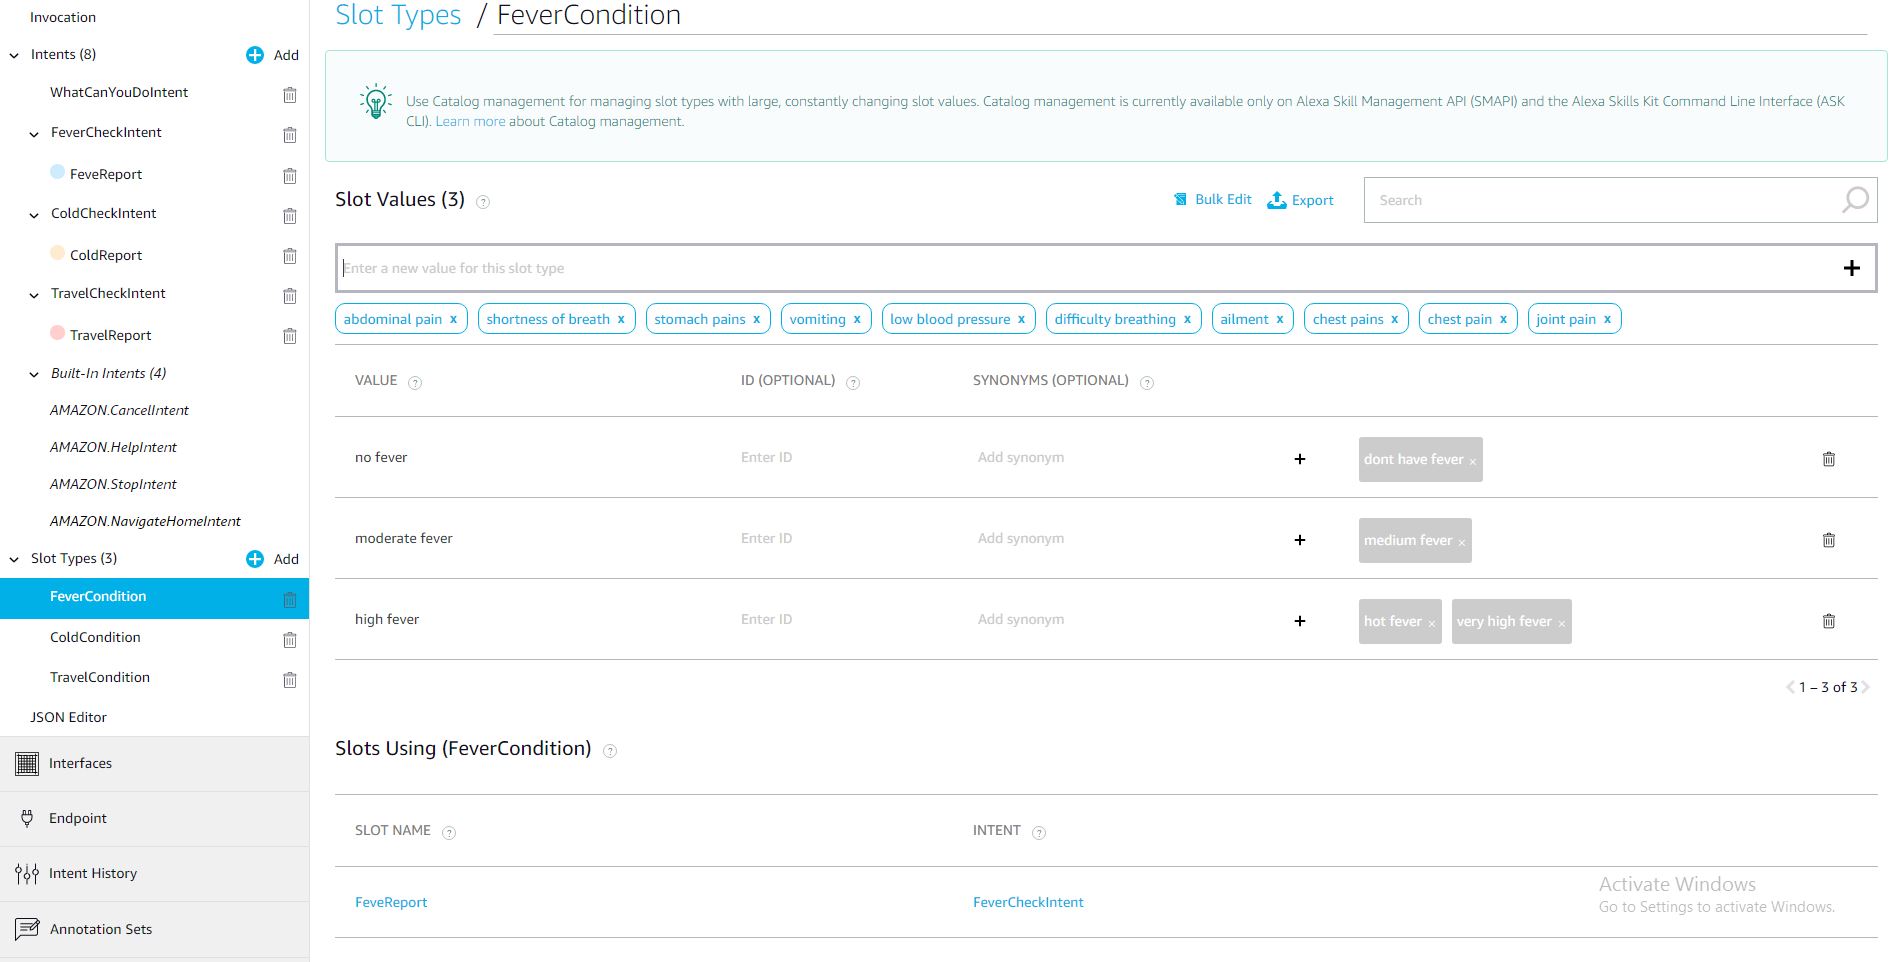 Invocation
Intents (8)
Add
WhatCanYouDoIntent
FeverCheckIntent
FeveReport
ColdCheckIntent
ColdReport
TravelCheckIntent
TravelReport
Built-In Intents (4)
AMAZON.CancelIntent
AMAZON.HelpIntent
AMAZON.StopIntent
AMAZON.NavigateHomeIntent
Slot Types (3)
Add
FeverCondition
ColdCondition
TravelCondition
JSON Editor
Interfaces
Endpoint
Intent History
Annotation Sets
Slot Types / FeverCondition
Use Catalog management for managing slot types with large, constantly changing slot values. Catalog management is currently available only on Alexa Skill Management API (SMAPI) and the Alexa Skills Kit Command Line Interface (ASK
CLI). Learn more about Catalog management.
Slot Values (3) ?
Bulk Edit
Export
Search
Enter a new value for this slot type
abdominal pain x shortness of breath x stomach pains x vomiting x low blood pressure x difficulty breathing x ailment x chest pains x chest pain x joint pain x
VALUE ? ID (OPTIONAL) ? SYNONYMS (OPTIONAL) ?
no fever Enter ID Add synonym + dont have fever x
moderate fever Enter ID Add synonym + medium fever x
high fever Enter ID Add synonym + hot fever x very high fever x
1 – 3 of 3
Slots Using (FeverCondition) ?
SLOT NAME ? INTENT ?
FeveReport FeverCheckIntent
Activate Windows
Go to Settings to activate Windows.